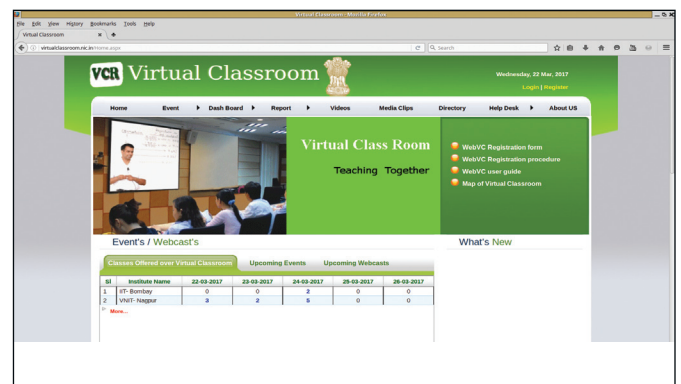 Virtual Classroom - Mozilla Firefox
File Edit View History Bookmarks Tools Help
Virtual Classroom
virtualclassroom.nic.in/Home.aspx
Search
VCR Virtual Classroom
Wednesday, 22 Mar, 2017
Login | Register
Home Event Dash Board Report Videos Media Clips Directory Help Desk About US
Virtual Class Room
Teaching Together
WebVC Registration form
WebVC Registration procedure
WebVC user guide
Map of Virtual Classroom
Event's / Webcast's
What's New
Classes Offered over Virtual Classroom Upcoming Events Upcoming Webcasts
Sl Institute Name 22-03-2017 23-03-2017 24-03-2017 25-03-2017 26-03-2017
1 IIT- Bombay 0 0 2 0 0
2 VNIT- Nagpur 3 2 5 0 0
More...